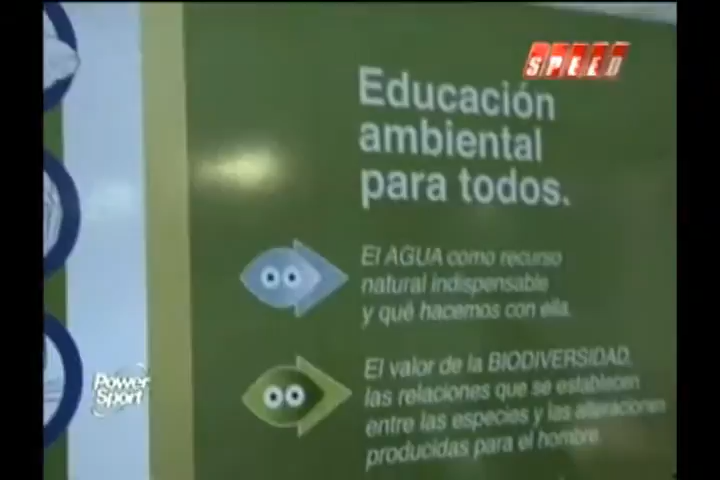 SPEED
Educación
ambiental
para todos.
El AGUA como recurso
natural indispensable
y qué hacemos con ella.
El valor de la BIODIVERSIDAD,
las relaciones que se establecen
entre las especies y las alteraciones
producidas para el hombre.
Power
Sport